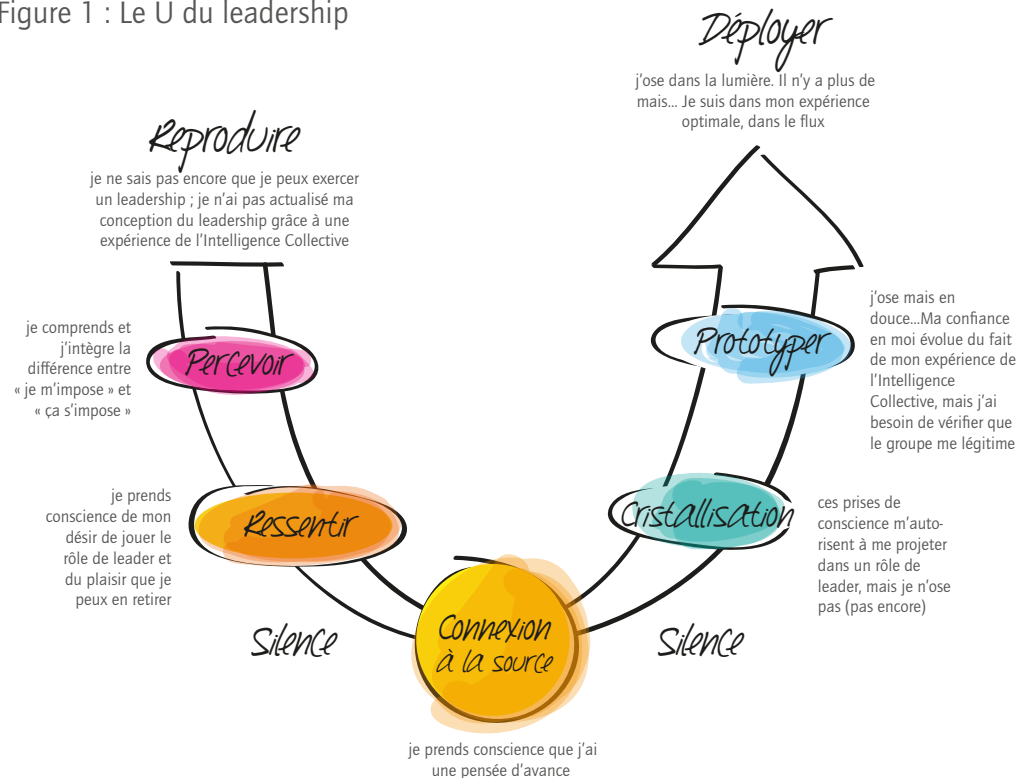 Figure 1 : Le U du leadership
Reproduire
je ne sais pas encore que je peux exercer
un leadership ; je n'ai pas actualisé ma
conception du leadership grâce à une
expérience de l'Intelligence Collective
Percevoir
je comprends et
j'intègre la
différence entre
« je m'impose » et
« ça s'impose »
Ressentir
je prends
conscience de mon
désir de jouer le
rôle de leader et
du plaisir que je
peux en retirer
Silence
Connexion
à la source
je prends conscience que j'ai
une pensée d'avance
Silence
Cristallisation
ces prises de
conscience m'auto-
risent à me projeter
dans un rôle de
leader, mais je n'ose
pas (pas encore)
Prototyper
j'ose mais en
douce...Ma confiance
en moi évolue du fait
de mon expérience de
l'Intelligence
Collective, mais j'ai
besoin de vérifier que
le groupe me légitime
Déployer
j'ose dans la lumière. Il n'y a plus de
mais... Je suis dans mon expérience
optimale, dans le flux